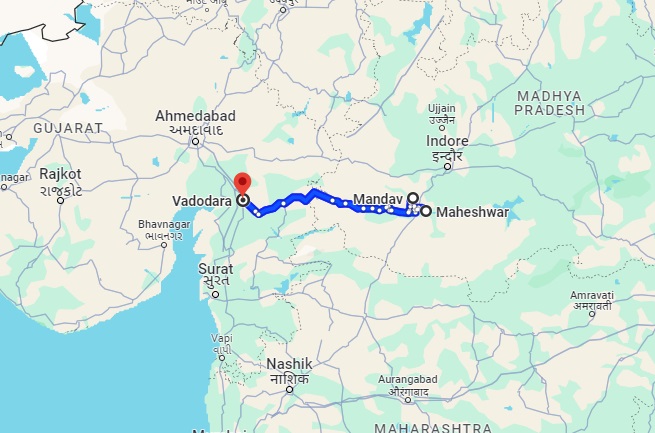 Ahmedabad
અમદાવાદ
GUJARAT
Ujjain
उज्जैन
MADHYA
PRADESH
Indore
इन्दौर
Rajkot
રાજકોટ
nagar
Vadodara
Mandav
Maheshwar
Bhavnagar
ભાવનગર
Surat
સુરત
Amravati
अमरावती
Vapi
વાપી
Nashik
नाशिक
Aurangabad
औरंगाबाद
MAHARASHTRA